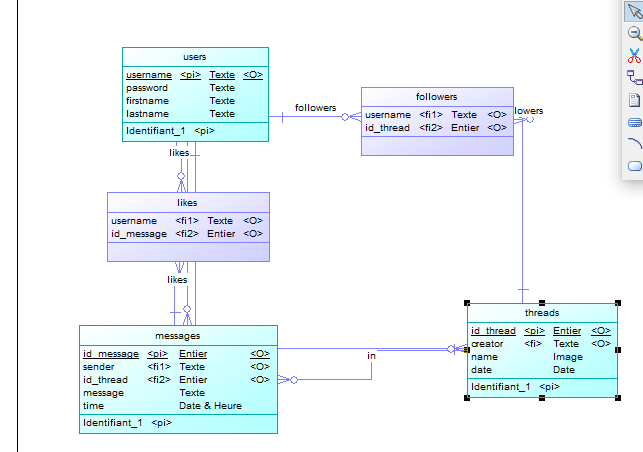 users
username <pi> Texte <O>
password Texte
firstname Texte
lastname Texte
Identifiant_1 <pi>
followers
followers
username <fi1> Texte <O>
id_thread <fi2> Entier <O>
lowers
likes
likes
username <fi1> Texte <O>
id_message <fi2> Entier <O>
likes
messages
id_message <pi> Entier <O>
sender <fi1> Texte <O>
id_thread <fi2> Entier <O>
message Texte
time Date & Heure
Identifiant_1 <pi>
in
threads
id_thread <pi> Entier <O>
creator <fi> Texte <O>
name Image
date Date
Identifiant_1 <pi>